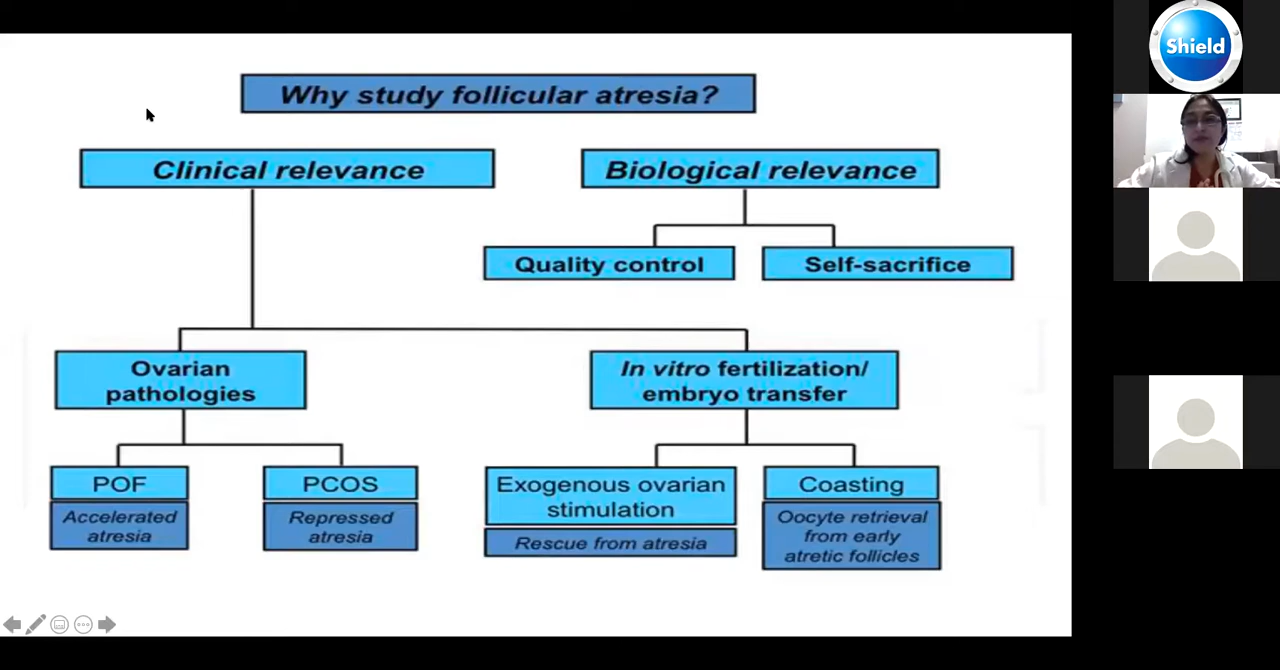 Why study follicular atresia?
Clinical relevance
Biological relevance
Quality control
Self-sacrifice
Ovarian
pathologies
In vitro fertilization/
embryo transfer
POF
Accelerated
atresia
PCOS
Repressed
atresia
Exogenous ovarian
stimulation
Rescue from atresia
Coasting
Oocyte retrieval
from early
atretic follicles
Shield